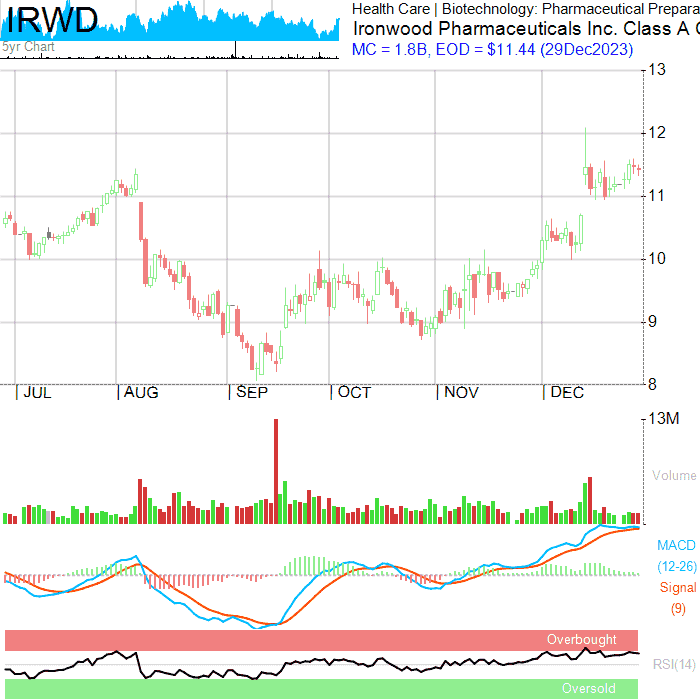 IRWD
5yr Chart
Health Care | Biotechnology: Pharmaceutical Prepara
Ironwood Pharmaceuticals Inc. Class A
MC = 1.8B, EOD = $11.44 (29Dec2023)
13
12
11
10
9
8
| JUL | AUG | SEP | OCT | NOV | DEC
13M
Volume
MACD
(12-26)
Signal
(9)
Overbought
RSI(14)
Oversold